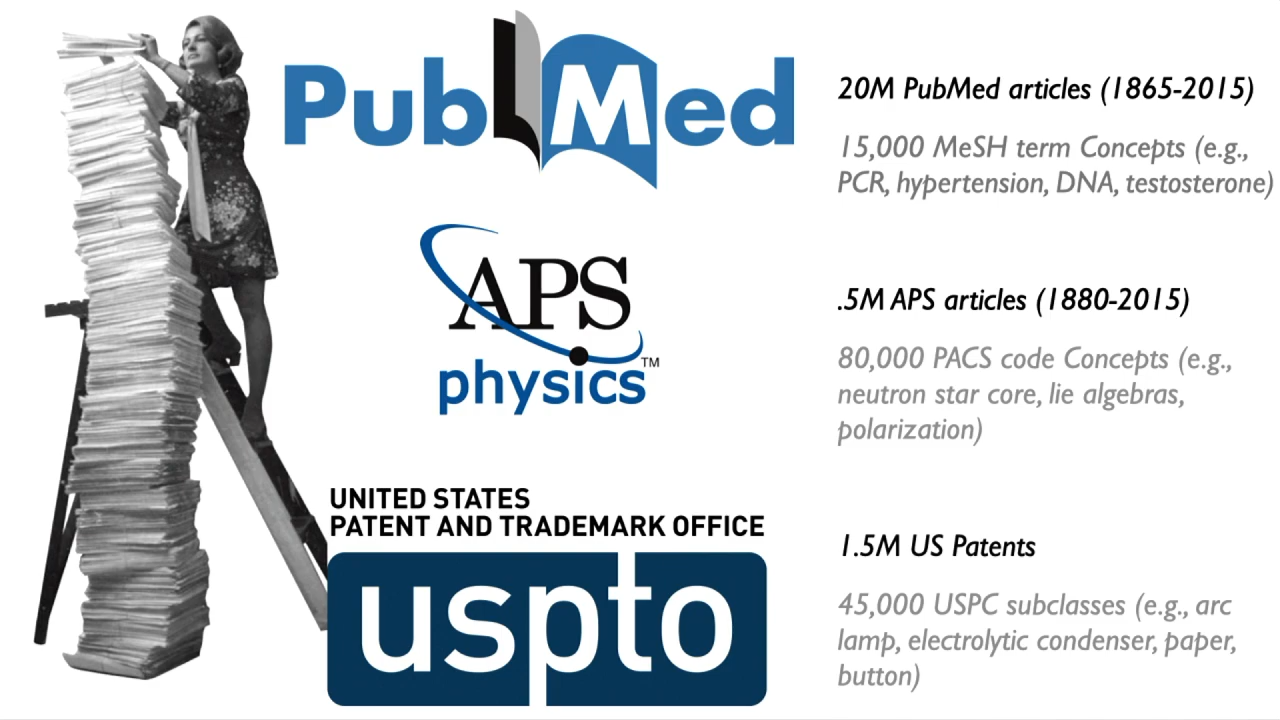 PubMed
20M PubMed articles (1865-2015)
15,000 MeSH term Concepts (e.g.,
PCR, hypertension, DNA, testosterone)
APS
physics™
.5M APS articles (1880-2015)
80,000 PACS code Concepts (e.g.,
neutron star core, lie algebras,
polarization)
UNITED STATES
PATENT AND TRADEMARK OFFICE
uspto
1.5M US Patents
45,000 USPC subclasses (e.g., arc
lamp, electrolytic condenser, paper,
button)